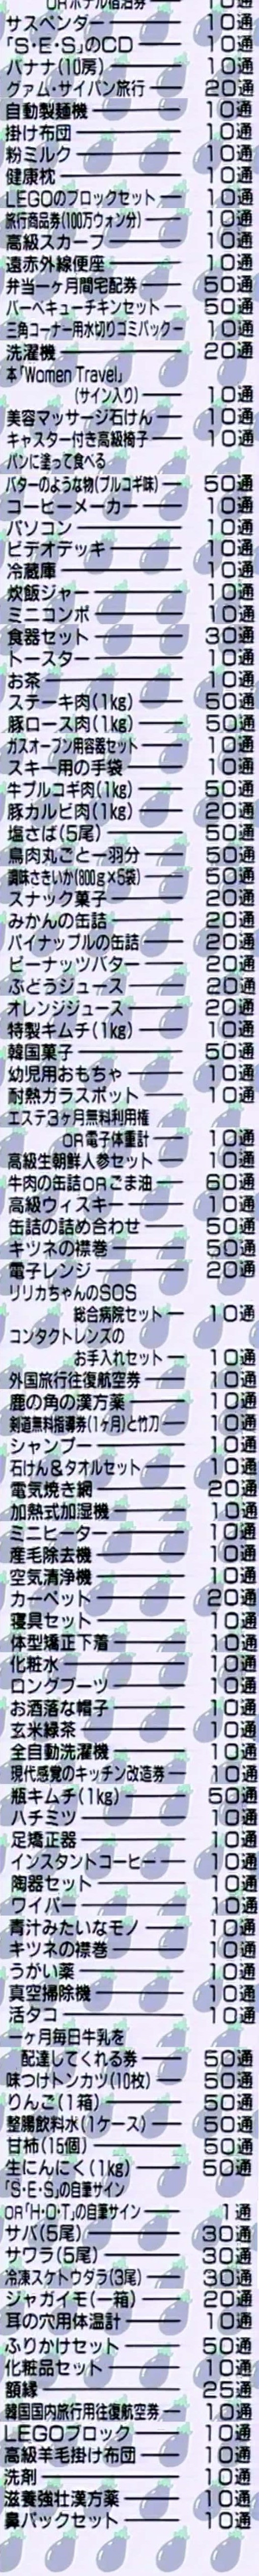 ORホテル宿泊券 10通
サスペンダー 10通
「S・E・S」のCD 10通
バナナ(10房) 10通
グァム・サイパン旅行 20通
自動製麺機 10通
掛け布団 10通
粉ミルク 10通
健康枕 10通
LEGOのブロックセット 10通
旅行商品券(100万ウォン分) 10通
高級スカーフ 10通
遠赤外線便座 10通
弁当一ヶ月間宅配券 50通
バーベキューチキンセット 50通
三角コーナー用水切りゴミパック 10通
洗濯機 20通
本「Women Travel」
(サイン入り) 10通
美容マッサージ石けん 10通
キャスター付き高級椅子 10通
パンに塗って食べる
バターのような物(プルコギ味) 50通
コーヒーメーカー 10通
パソコン 10通
ビデオデッキ 10通
冷蔵庫 10通
炊飯ジャー 10通
ミニコンポ 10通
食器セット 30通
トースター 10通
お茶 10通
ステーキ肉(1kg) 50通
豚ロース肉(1kg) 50通
ガスオーブン用容器セット 10通
スキー用の手袋 10通
牛プルコギ肉(1kg) 50通
豚カルビ肉(1kg) 20通
塩さば(5尾) 50通
鳥肉丸ごと一羽分 50通
調味さきいか(800g×5袋) 50通
スナック菓子 20通
みかんの缶詰 20通
パイナップルの缶詰 20通
ピーナッツバター 20通
ぶどうジュース 20通
オレンジジュース 20通
特製キムチ(1kg) 10通
韓国菓子 50通
幼児用おもちゃ 10通
耐熱ガラスポット 10通
エステ3ヶ月無料利用権
OR電子体重計 10通
高級生朝鮮人参セット 10通
牛肉の缶詰ORごま油 60通
高級ウィスキー 10通
缶詰の詰め合わせ 50通
キツネの襟巻 50通
電子レンジ 20通
リリカちゃんのSOS
総合病院セット 10通
コンタクトレンズの
お手入れセット 10通
外国旅行往復航空券 10通
鹿の角の漢方薬 10通
剣道無料指導券(1ヶ月)と竹刀 10通
シャンプー 10通
石けん&タオルセット 10通
電気焼き網 20通
加熱式加湿機 10通
ミニヒーター 10通
産毛除去機 10通
空気清浄機 10通
カーペット 20通
寝具セット 10通
体型矯正下着 10通
化粧水 10通
ロングブーツ 10通
お洒落な帽子 10通
玄米緑茶 10通
全自動洗濯機 10通
現代感覚のキッチン改造券 10通
瓶キムチ(1kg) 50通
ハチミツ 10通
足矯正器 10通
インスタントコーヒー 10通
陶器セット 10通
ワイパー 10通
青汁みたいなモノ 10通
キツネの襟巻 10通
うがい薬 10通
真空掃除機 10通
活タコ 10通
一ヶ月毎日牛乳を
配達してくれる券 50通
味つけトンカツ(10枚) 50通
りんご(1箱) 50通
整腸飲料水(1ケース) 50通
甘柿(15個) 50通
生にんにく(1kg) 50通
「S・E・S」の自筆サイン
OR「H・O・T」の自筆サイン 1通
サバ(5尾) 30通
サワラ(5尾) 30通
冷凍スケトウダラ(3尾) 30通
ジャガイモ(一箱) 20通
耳の穴用体温計 10通
ふりかけセット 50通
化粧品セット 10通
額縁 25通
韓国国内旅行用往復航空券 10通
LEGOブロック 10通
高級羊毛掛け布団 10通
洗剤 10通
滋養強壮漢方薬 10通
鼻パックセット 10通